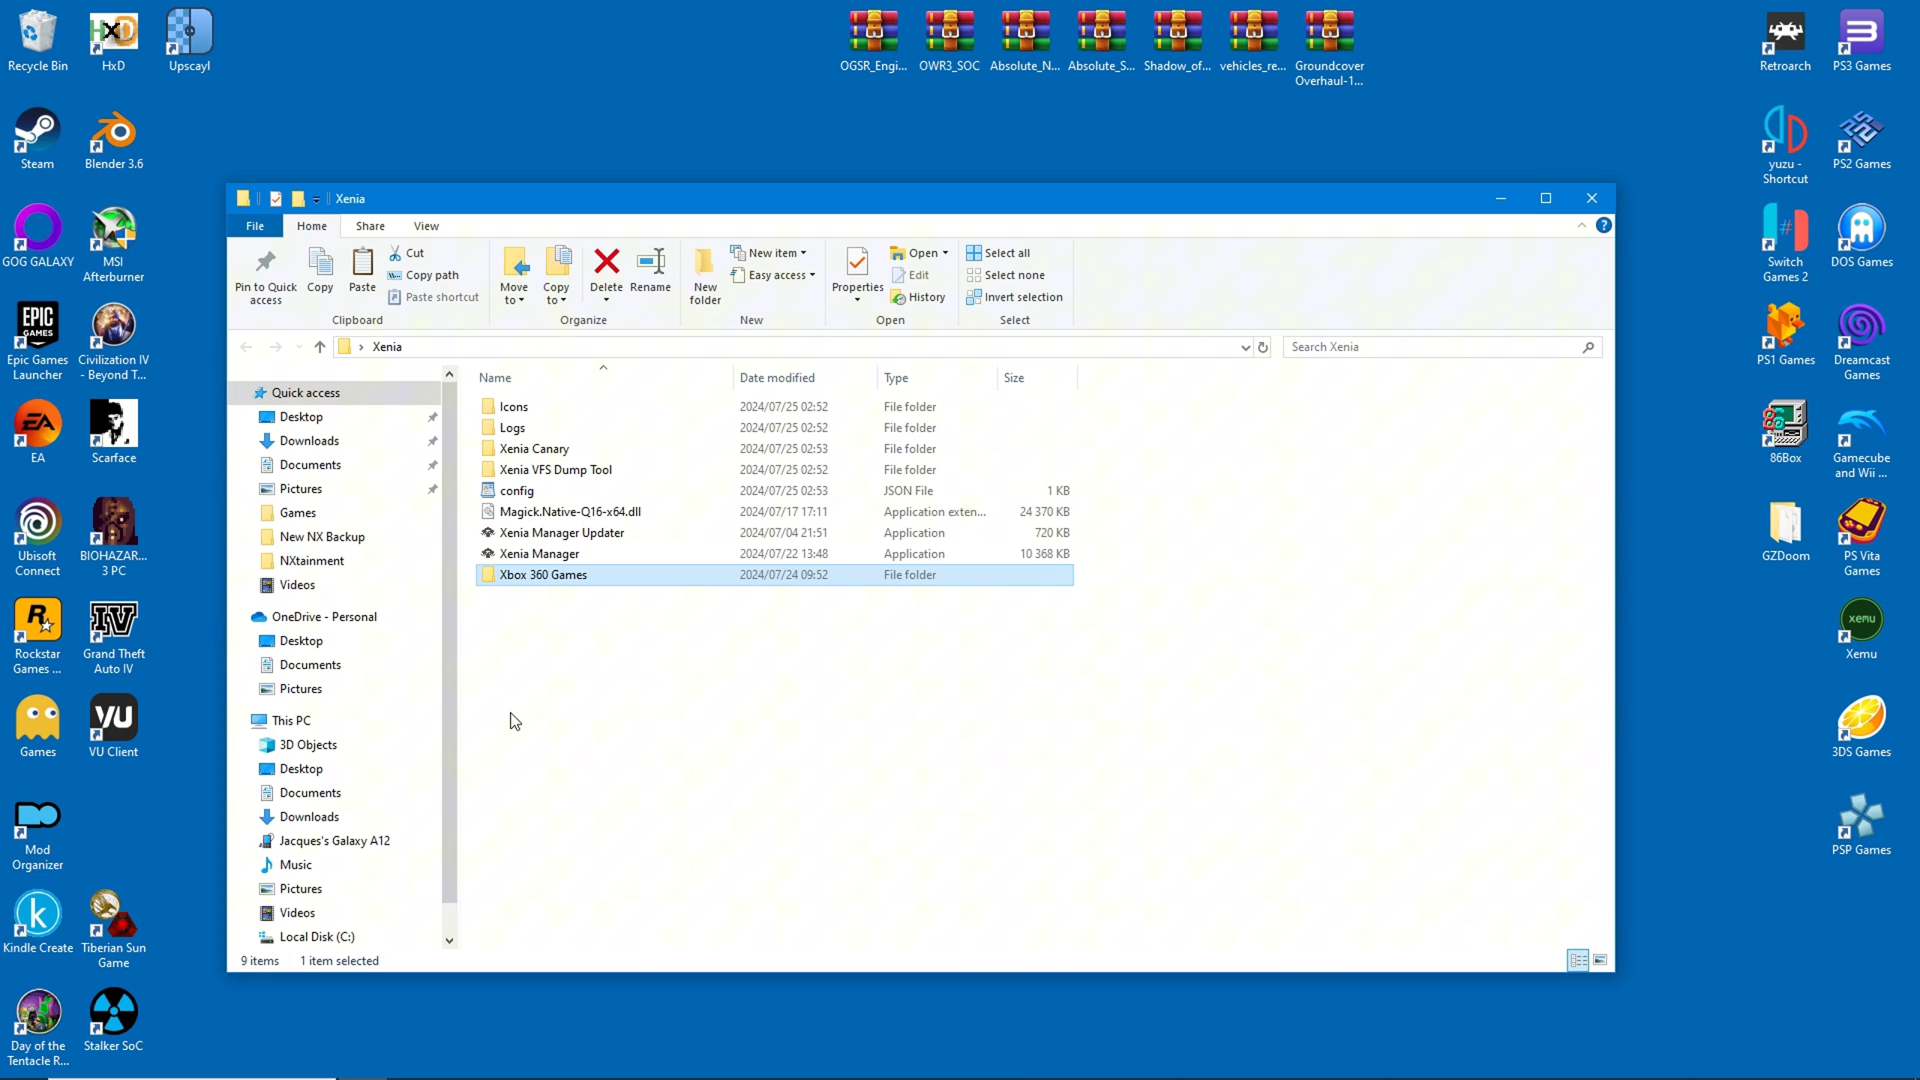 Recycle Bin
HxD
Upscayl
OGSR_Engi...
OWR3_SOC
Absolute_N...
Absolute_S...
Shadow_of...
vehicles_re...
Groundcover
Overhaul-1...
Retroarch
PS3 Games
Steam
Blender 3.6
yuzu -
Shortcut
PS2 Games
GOG GALAXY
MSI
Afterburner
Switch
Games 2
DOS Games
EPIC
GAMES
Epic Games
Launcher
Civilization IV
- Beyond T...
PS1 Games
Dreamcast
Games
EA
EA
Scarface
86Box
Gamecube
and Wii ...
Ubisoft
Connect
BIOHAZAR...
3 PC
GZDoom
PS Vita
Games
R
Rockstar
Games ...
IV
Grand Theft
Auto IV
xemu
Xemu
Games
VU
VU Client
3DS Games
Mod
Organizer
PSP Games
k
Kindle Create
Tiberian Sun
Game
Day of the
Tentacle R...
Stalker SoC
Xenia
File
Home
Share
View
Pin to Quick
access
Copy
Paste
Cut
Copy path
Paste shortcut
Clipboard
Move
to
Copy
to
Delete
Rename
Organize
New
folder
New item
Easy access
New
Properties
Open
Edit
History
Open
Select all
Select none
Invert selection
Select
Xenia
Search Xenia
Quick access
Desktop
Downloads
Documents
Pictures
Games
New NX Backup
NXtainment
Videos
OneDrive - Personal
Desktop
Documents
Pictures
This PC
3D Objects
Desktop
Documents
Downloads
Jacques's Galaxy A12
Music
Pictures
Videos
Local Disk (C:)
Name Date modified Type Size
Icons 2024/07/25 02:52 File folder
Logs 2024/07/25 02:52 File folder
Xenia Canary 2024/07/25 02:53 File folder
Xenia VFS Dump Tool 2024/07/25 02:52 File folder
config 2024/07/25 02:53 JSON File 1 KB
Magick.Native-Q16-x64.dll 2024/07/17 17:11 Application exten... 24 370 KB
Xenia Manager Updater 2024/07/04 21:51 Application 720 KB
Xenia Manager 2024/07/22 13:48 Application 10 368 KB
Xbox 360 Games 2024/07/24 09:52 File folder
9 items 1 item selected